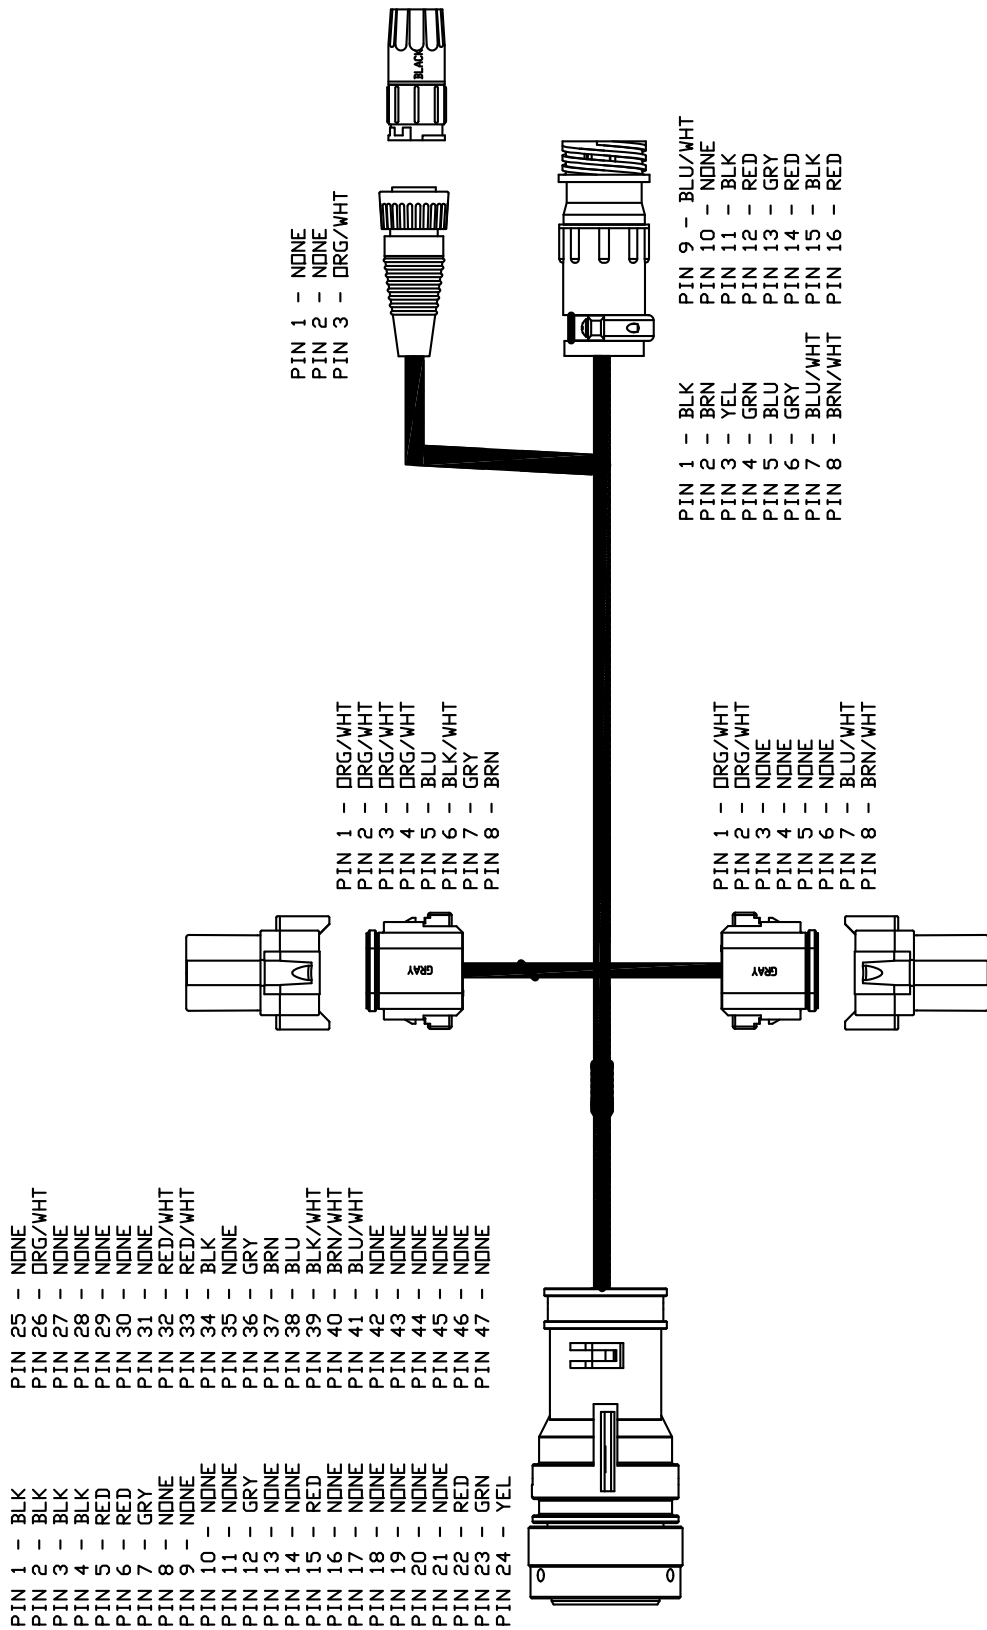 PIN 1 - BLK
PIN 2 - BLK
PIN 3 - BLK
PIN 4 - BLK
PIN 5 - RED
PIN 6 - RED
PIN 7 - GRY
PIN 8 - NONE
PIN 9 - NONE
PIN 10 - NONE
PIN 11 - NONE
PIN 12 - GRY
PIN 13 - NONE
PIN 14 - NONE
PIN 15 - RED
PIN 16 - NONE
PIN 17 - NONE
PIN 18 - NONE
PIN 19 - NONE
PIN 20 - NONE
PIN 21 - NONE
PIN 22 - RED
PIN 23 - GRN
PIN 24 - YEL
PIN 25 - NONE
PIN 26 - ORG/WHT
PIN 27 - NONE
PIN 28 - NONE
PIN 29 - NONE
PIN 30 - NONE
PIN 31 - NONE
PIN 32 - RED/WHT
PIN 33 - RED/WHT
PIN 34 - BLK
PIN 35 - NONE
PIN 36 - GRY
PIN 37 - BRN
PIN 38 - BLU
PIN 39 - BLK/WHT
PIN 40 - BRN/WHT
PIN 41 - BLU/WHT
PIN 42 - NONE
PIN 43 - NONE
PIN 44 - NONE
PIN 45 - NONE
PIN 46 - NONE
PIN 47 - NONE
PIN 1 - ORG/WHT
PIN 2 - ORG/WHT
PIN 3 - ORG/WHT
PIN 4 - ORG/WHT
PIN 5 - BLU
PIN 6 - BLK/WHT
PIN 7 - GRY
PIN 8 - BRN
GRAY
PIN 1 - ORG/WHT
PIN 2 - ORG/WHT
PIN 3 - NONE
PIN 4 - NONE
PIN 5 - NONE
PIN 6 - NONE
PIN 7 - BLU/WHT
PIN 8 - BRN/WHT
GRAY
PIN 1 - NONE
PIN 2 - NONE
PIN 3 - ORG/WHT
BLACK
PIN 1 - BLK
PIN 2 - BRN
PIN 3 - YEL
PIN 4 - GRN
PIN 5 - BLU
PIN 6 - GRY
PIN 7 - BLU/WHT
PIN 8 - BRN/WHT
PIN 9 - BLU/WHT
PIN 10 - NONE
PIN 11 - BLK
PIN 12 - RED
PIN 13 - GRY
PIN 14 - RED
PIN 15 - BLK
PIN 16 - RED